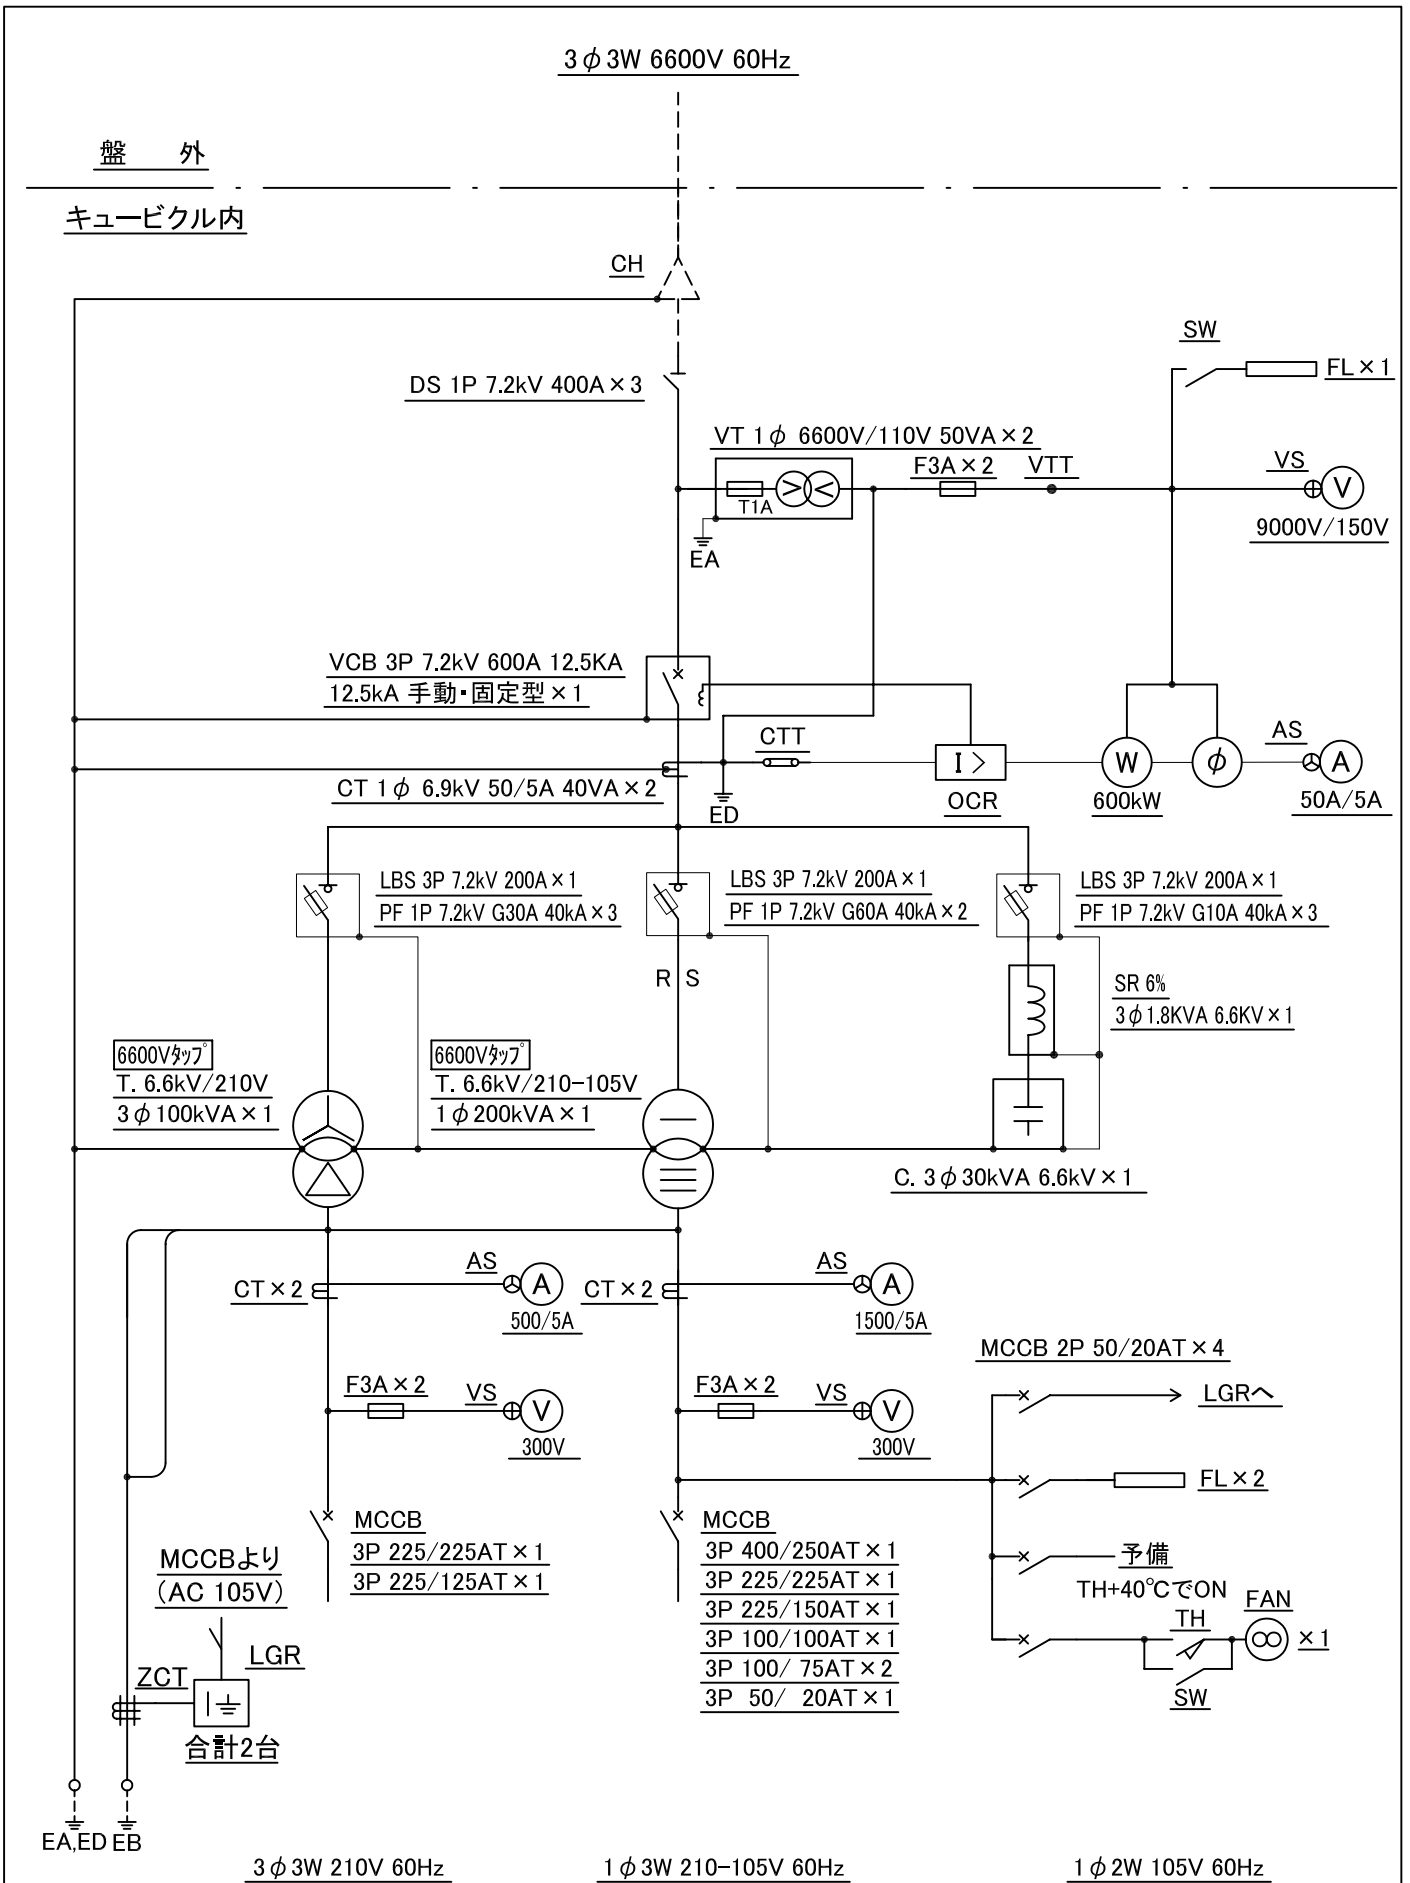 3φ3W 6600V 60Hz
盤 外
キュービクル内
CH
SW
FL×1
DS 1P 7.2kV 400A×3
VT 1φ 6600V/110V 50VA×2
F3A×2
VTT
VS
V
T1A
9000V/150V
EA
VCB 3P 7.2kV 600A 12.5KA
12.5kA 手動・固定型×1
CTT
AS
I >
W
φ
A
CT 1φ 6.9kV 50/5A 40VA×2
ED
OCR
600kW
50A/5A
LBS 3P 7.2kV 200A×1
PF 1P 7.2kV G30A 40kA×3
LBS 3P 7.2kV 200A×1
PF 1P 7.2kV G60A 40kA×2
LBS 3P 7.2kV 200A×1
PF 1P 7.2kV G10A 40kA×3
R S
SR 6%
3φ1.8KVA 6.6KV×1
6600Vタップ
T. 6.6kV/210V
3φ100kVA×1
6600Vタップ
T. 6.6kV/210-105V
1φ200kVA×1
C. 3φ30kVA 6.6kV×1
CT×2
AS
A
500/5A
CT×2
AS
A
1500/5A
MCCB 2P 50/20AT×4
F3A×2
VS
V
300V
F3A×2
VS
V
300V
LGRへ
FL×2
予備
TH+40℃でON
TH
FAN
×1
SW
MCCB
3P 225/225AT×1
3P 225/125AT×1
MCCB
3P 400/250AT×1
3P 225/225AT×1
3P 225/150AT×1
3P 100/100AT×1
3P 100/ 75AT×2
3P 50/ 20AT×1
MCCBより
(AC 105V)
LGR
ZCT
合計2台
EA,ED
EB
3φ3W 210V 60Hz
1φ3W 210-105V 60Hz
1φ2W 105V 60Hz